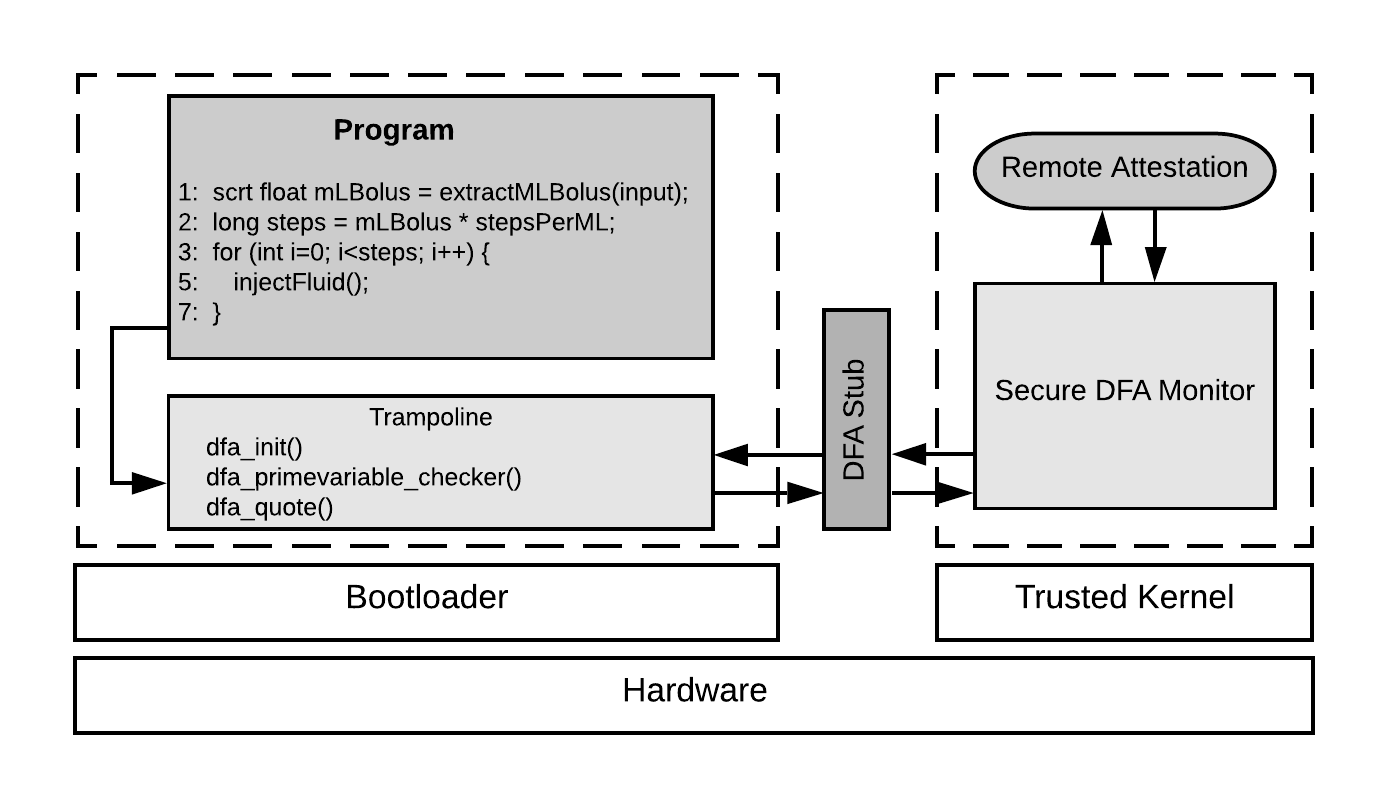 Program
1: scrt float mLBolus = extractMLBolus(input);
2: long steps = mLBolus * stepsPerML;
3: for (int i=0; i<steps; i++) {
5: injectFluid();
7: }
Trampoline
dfa_init()
dfa_primevariable_checker()
dfa_quote()
DFA Stub
Remote Attestation
Secure DFA Monitor
Bootloader
Trusted Kernel
Hardware